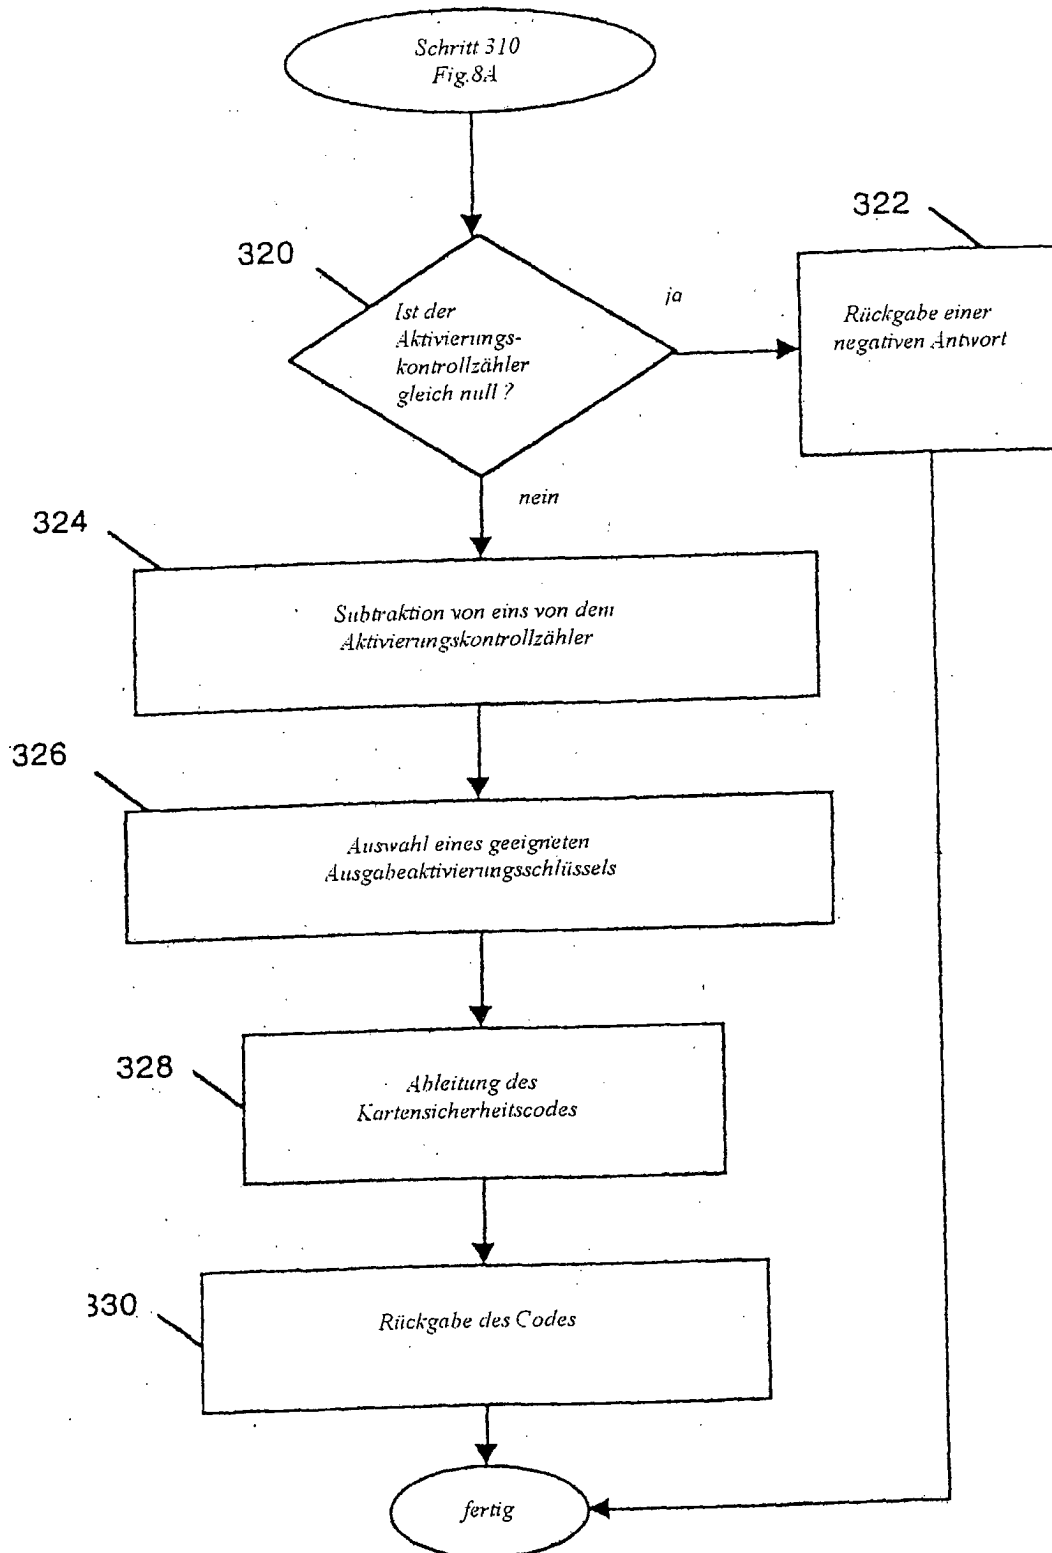 Schritt 310
Fig.8A
322
320
ja
Ist der
Aktivierungs-
kontrollzähler
gleich null ?
Rückgabe einer
negativen Antwort
nein
324
Subtraktion von eins von dem
Aktivierungskontrollzähler
326
Auswahl eines geeigneten
Ausgabeaktivierungsschlüssels
328
Ableitung des
Kartensicherheitscodes
330
Rückgabe des Codes
fertig